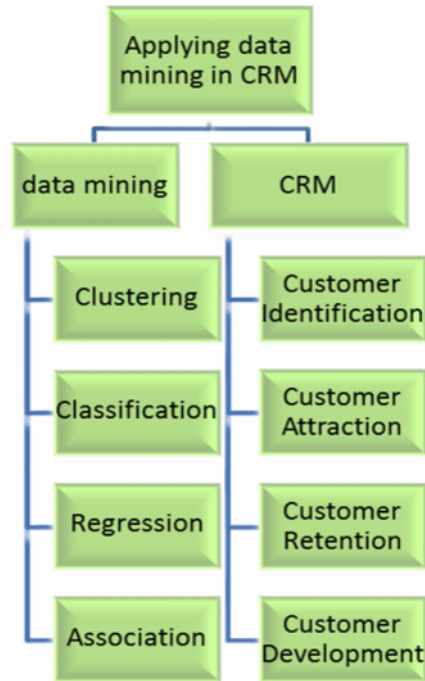 Applying data
mining in CRM
data mining
CRM
Clustering
Classification
Regression
Association
Customer
Identification
Customer
Attraction
Customer
Retention
Customer
Development